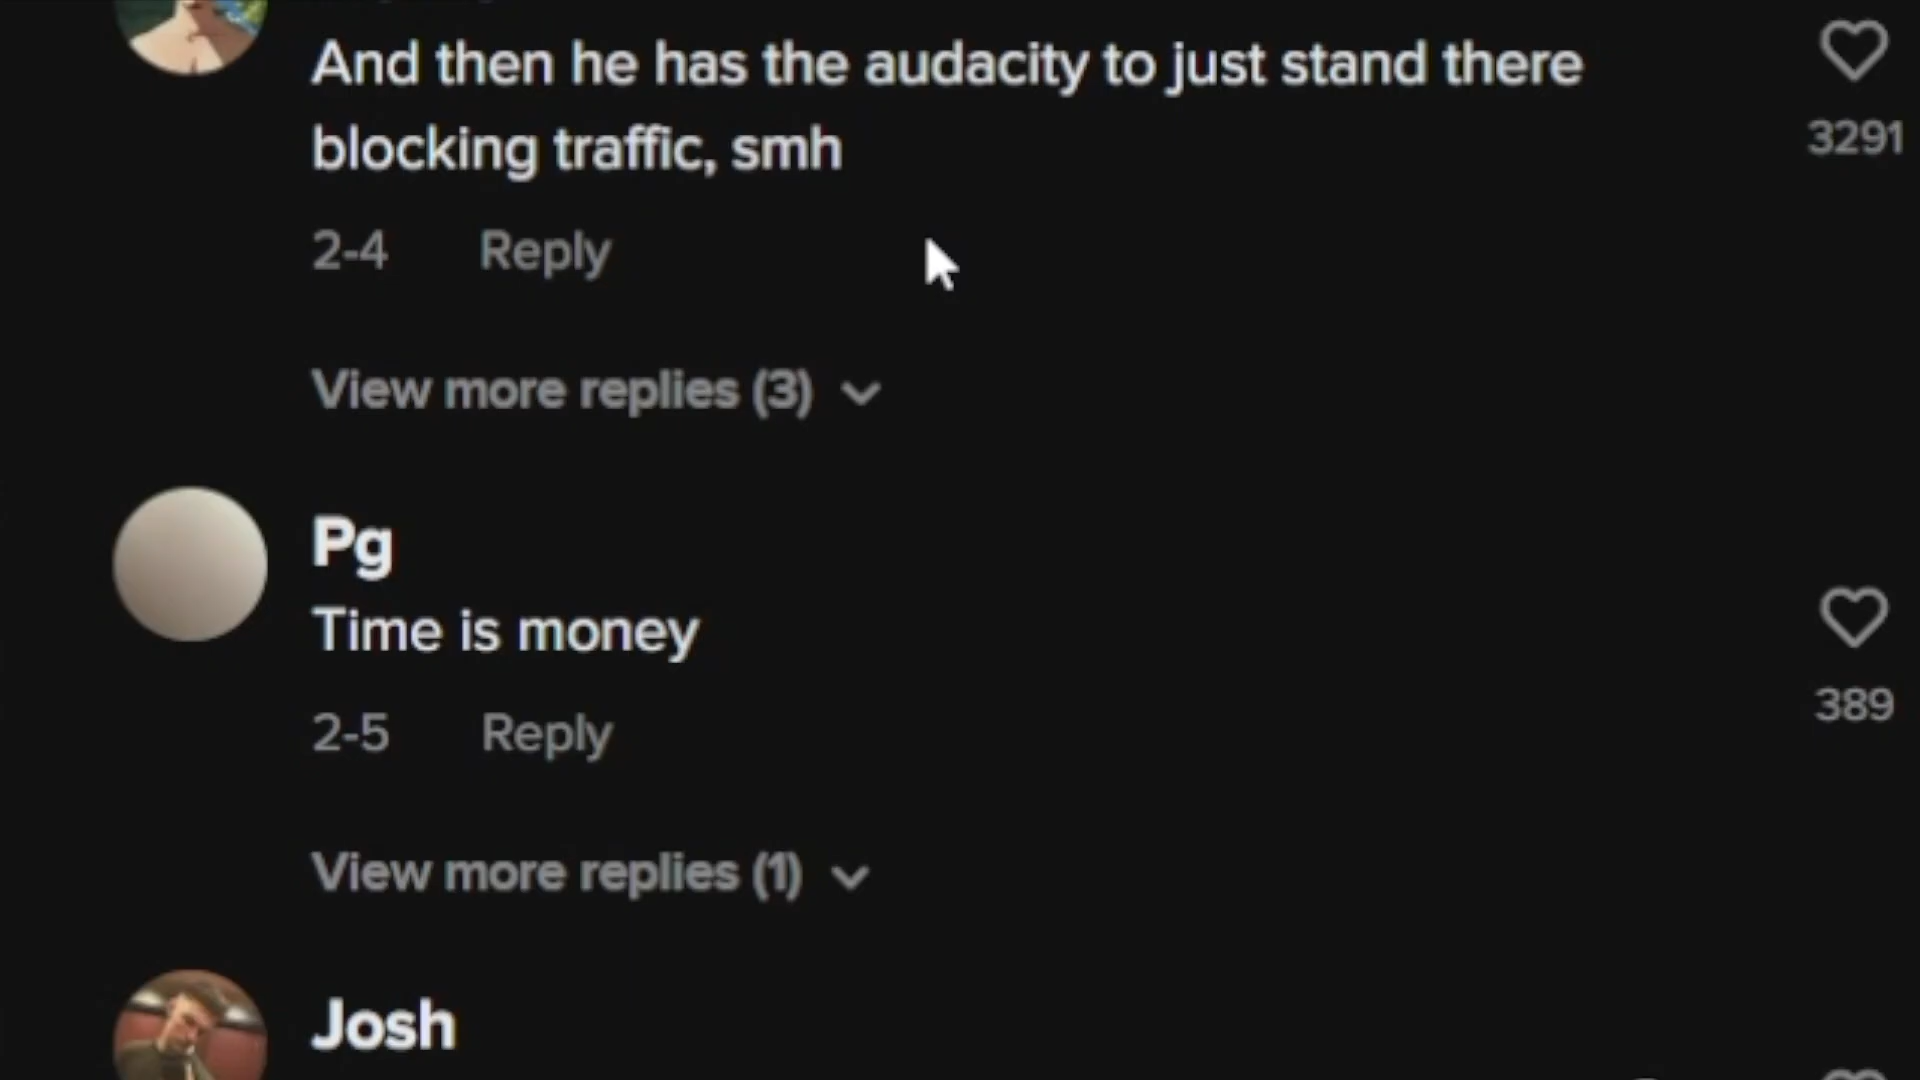 And then he has the audacity to just stand there
blocking traffic, smh
3291
2-4 Reply
View more replies (3)
Pg
Time is money
389
2-5 Reply
View more replies (1)
Josh